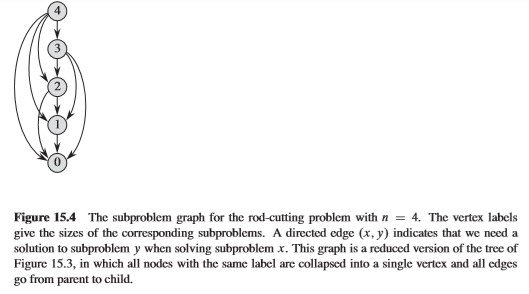 4
3
2
1
0
Figure 15.4 The subproblem graph for the rod-cutting problem with n = 4. The vertex labels
give the sizes of the corresponding subproblems. A directed edge (x, y) indicates that we need a
solution to subproblem y when solving subproblem x. This graph is a reduced version of the tree of
Figure 15.3, in which all nodes with the same label are collapsed into a single vertex and all edges
go from parent to child.